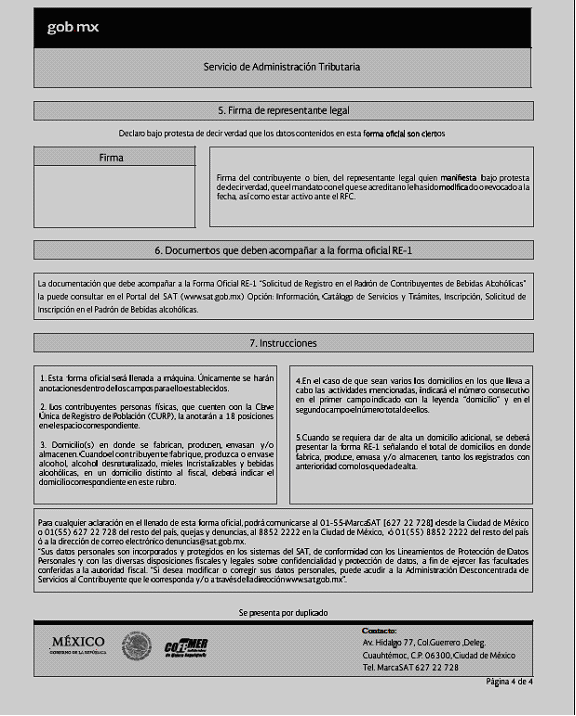 gob mx
Servicio de Administración Tributaria
5. Firma de representante legal
Declaro bajo protesta de decir verdad que los datos contenidos en esta forma oficial son ciertos
Firma
Firma del contribuyente o bien, del representante legal quien manifiesta bajo protesta
de decir verdad, que el mandato con el que se acredita no le ha sido modificado o revocado a la
fecha, así como estar activo ante el RFC.
6. Documentos que deben acompañar a la forma oficial RE-1
La documentación que debe acompañar a la Forma Oficial RE-1 "Solicitud de Registro en el Padrón de Contribuyentes de Bebidas Alcohólicas"
la puede consultar en el Portal del SAT (www.sat.gob.mx) Opción: Información, Catálogo de Servicios y Trámites, Inscripción, Solicitud de
Inscripción en el Padrón de Bebidas alcohólicas.
7. Instrucciones
1. Esta forma oficial será llenada a máquina. Únicamente se harán
anotaciones dentro de los campos para ello establecidos.
2. Los contribuyentes personas físicas, que cuenten con la Clave
Única de Registro de Población (CURP), la anotarán a 18 posiciones
en el espacio correspondiente.
3. Domicilio(s) en donde se fabrican, producen, envasan y/o
almacenen. Cuando el contribuyente fabrique, produzca o envase
alcohol, alcohol desnaturalizado, mieles Incristalizables y bebidas
alcohólicas, en un domicilio distinto al fiscal, deberá indicar el
domicilio correspondiente en este rubro.
4.En el caso de que sean varios los domicilios en los que lleva a
cabo las actividades mencionadas, indicará el número consecutivo
en el primer campo indicado con la leyenda "domicilio" y en el
segundo campo el número total de ellos.
5.Cuando se requiera dar de alta un domicilio adicional, se deberá
presentar la forma RE-1 señalando el total de domicilios en donde
fabrica, produce, envasa y/o almacenen, tanto los registrados con
anterioridad como los que da de alta.
Para cualquier aclaración en el llenado de esta forma oficial, podrá comunicarse al 01-55-MarcaSAT [627 22 728] desde la Ciudad de México
o 01(55) 627 22 728 del resto del país, quejas y denuncias, al 8852 2222 en la Ciudad de México, ó 01(55) 8852 2222 del resto del país
ó a la dirección de correo electrónico denuncias@sat.gob.mx.
"Sus datos personales son incorporados y protegidos en los sistemas del SAT, de conformidad con los Lineamientos de Protección de Datos
Personales y con las diversas disposiciones fiscales y legales sobre confidencialidad y protección de datos, a fin de ejercer las facultades
conferidas a la autoridad fiscal. "Si desea modificar o corregir sus datos personales, puede acudir a la Administración Desconcentrada de
Servicios al Contribuyente que le corresponda y/o a través de la dirección www.sat.gob.mx".
Se presenta por duplicado
MÉXICO
GOBIERNO DE LA REPÚBLICA
Contacto:
Av. Hidalgo 77, Col.Guerrero ,Deleg.
Cuauhtémoc, C.P. 06300,Ciudad de México
Tel. MarcaSAT 627 22 728
Página 4 de 4